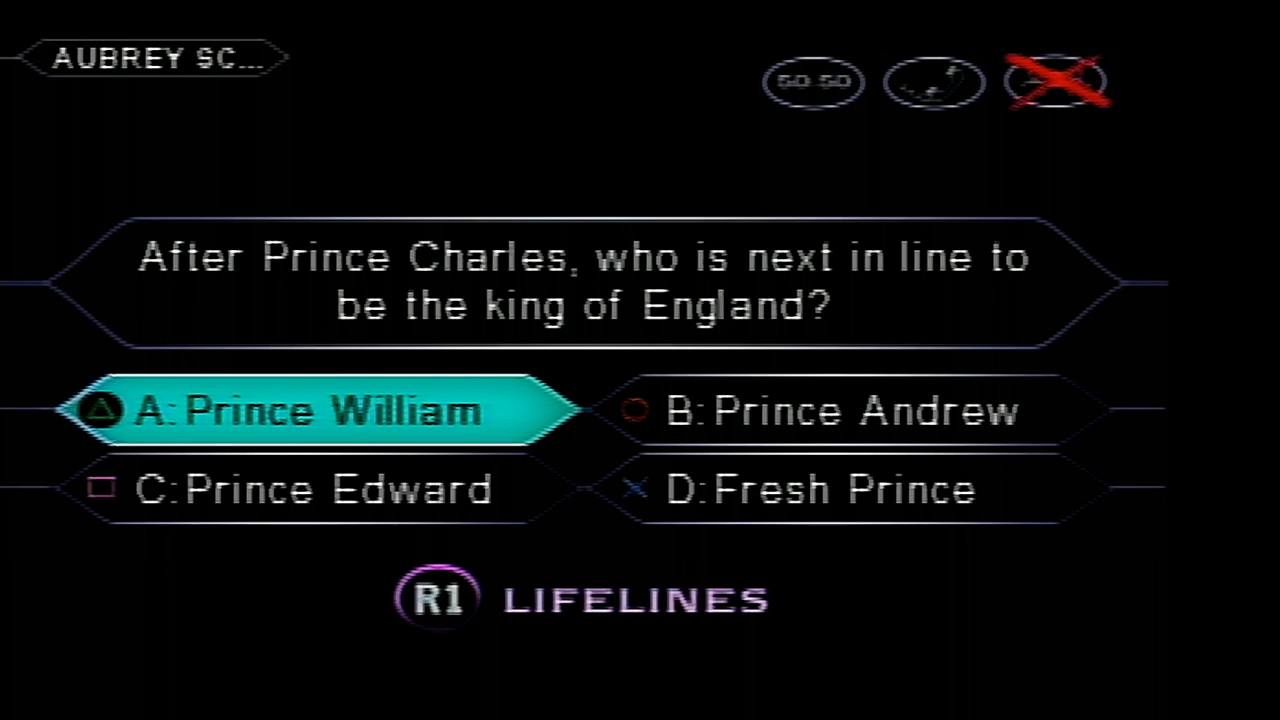 AUBREY SC...
50:50
After Prince Charles, who is next in line to
be the king of England?
A: Prince William
B: Prince Andrew
C: Prince Edward
D: Fresh Prince
R1 LIFELINES